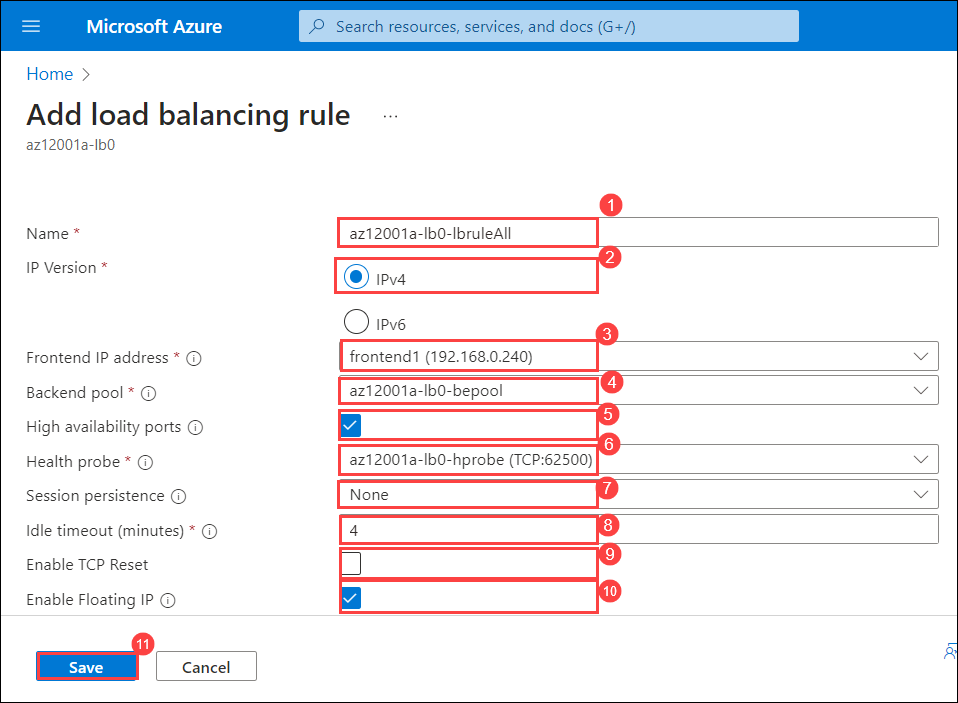 Microsoft Azure
Search resources, services, and docs (G+/)
Home
Add load balancing rule ...
az12001a-lb0
1
Name * az12001a-lb0-lbruleAll
2
IP Version * IPv4
IPv6
3
Frontend IP address * frontend1 (192.168.0.240)
4
Backend pool * az12001a-lb0-bepool
5
High availability ports
6
Health probe * az12001a-lb0-hprobe (TCP:62500)
7
Session persistence None
8
Idle timeout (minutes) * 4
9
Enable TCP Reset
10
Enable Floating IP
11
Save Cancel